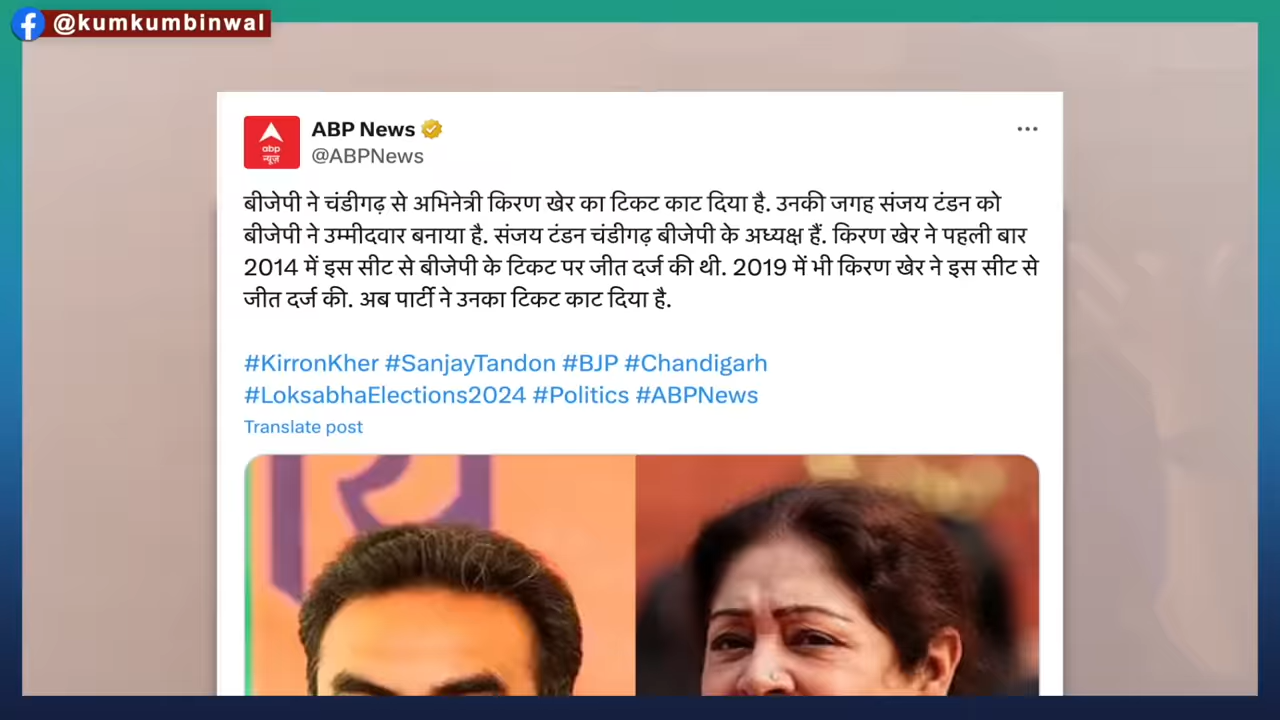 @kumkumbinwal
ABP News
@ABPNews
abp
न्यूज़
बीजेपी ने चंडीगढ़ से अभिनेत्री किरण खेर का टिकट काट दिया है. उनकी जगह संजय टंडन को
बीजेपी ने उम्मीदवार बनाया है. संजय टंडन चंडीगढ़ बीजेपी के अध्यक्ष हैं. किरण खेर ने पहली बार
2014 में इस सीट से बीजेपी के टिकट पर जीत दर्ज की थी. 2019 में भी किरण खेर ने इस सीट से
जीत दर्ज की. अब पार्टी ने उनका टिकट काट दिया है.
#KirronKher #SanjayTandon #BJP #Chandigarh
#LoksabhaElections2024 #Politics #ABPNews
Translate post